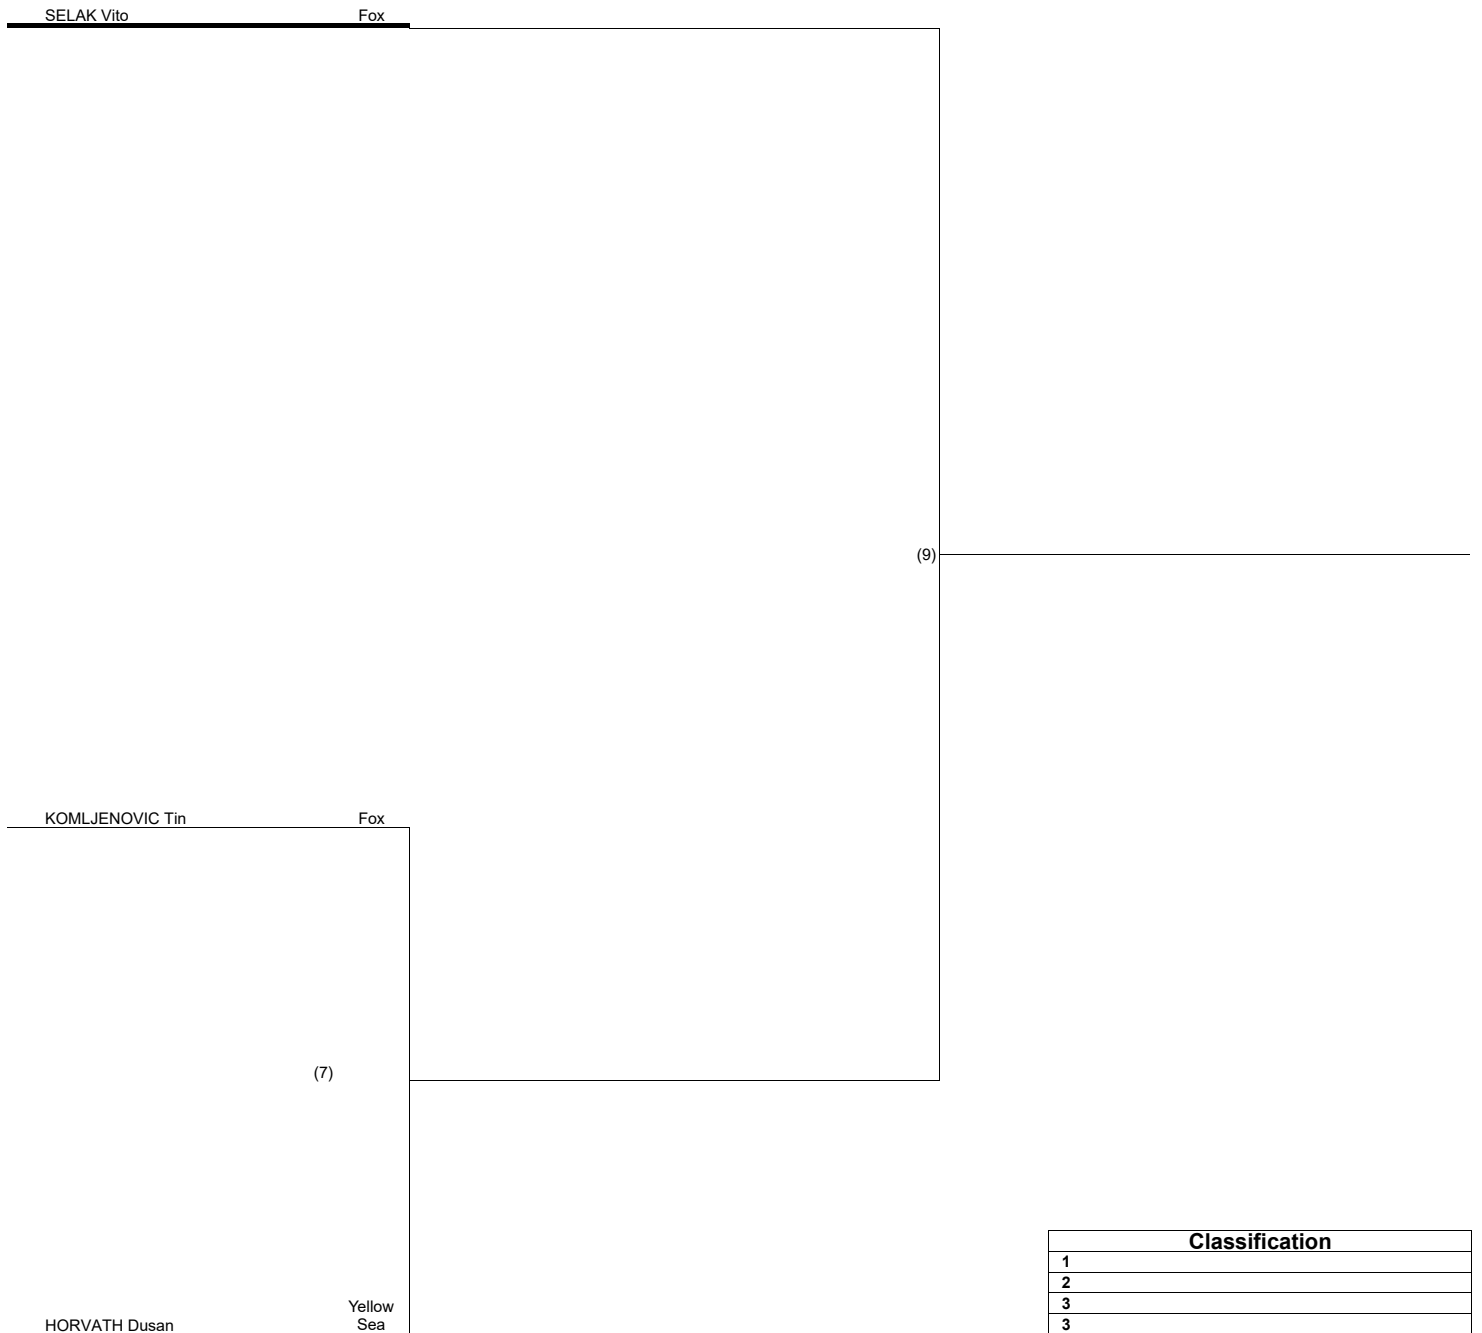 SELAK Vito Fox
(9)
KOMLJENOVIC Tin Fox
(7)
Classification
1
2
3
3
Yellow
HORVATH Dusan Sea